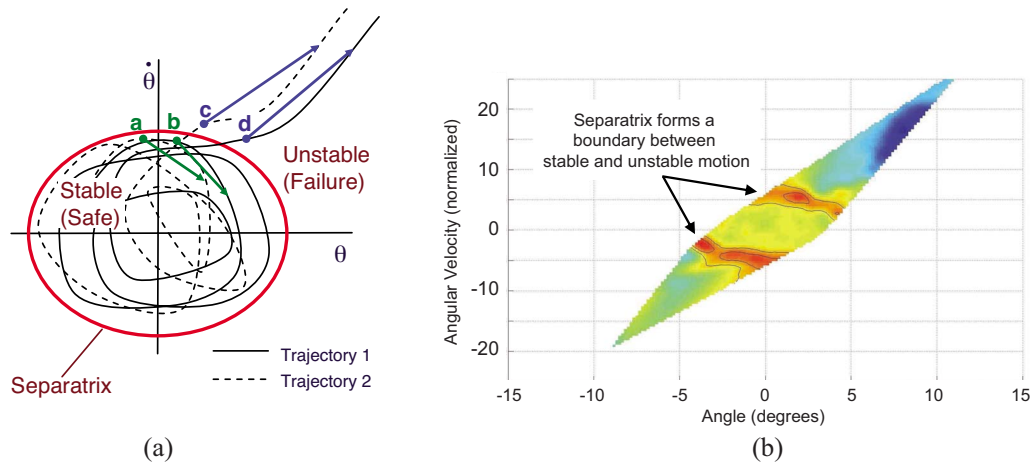 θ̇
a
b
c
d
Stable
(Safe)
Unstable
(Failure)
θ
Separatrix
Trajectory 1
Trajectory 2
(a)
Separatrix forms a
boundary between
stable and unstable motion
Angular Velocity (normalized)
20
10
0
-10
-20
-15
-10
-5
0
5
10
15
Angle (degrees)
(b)